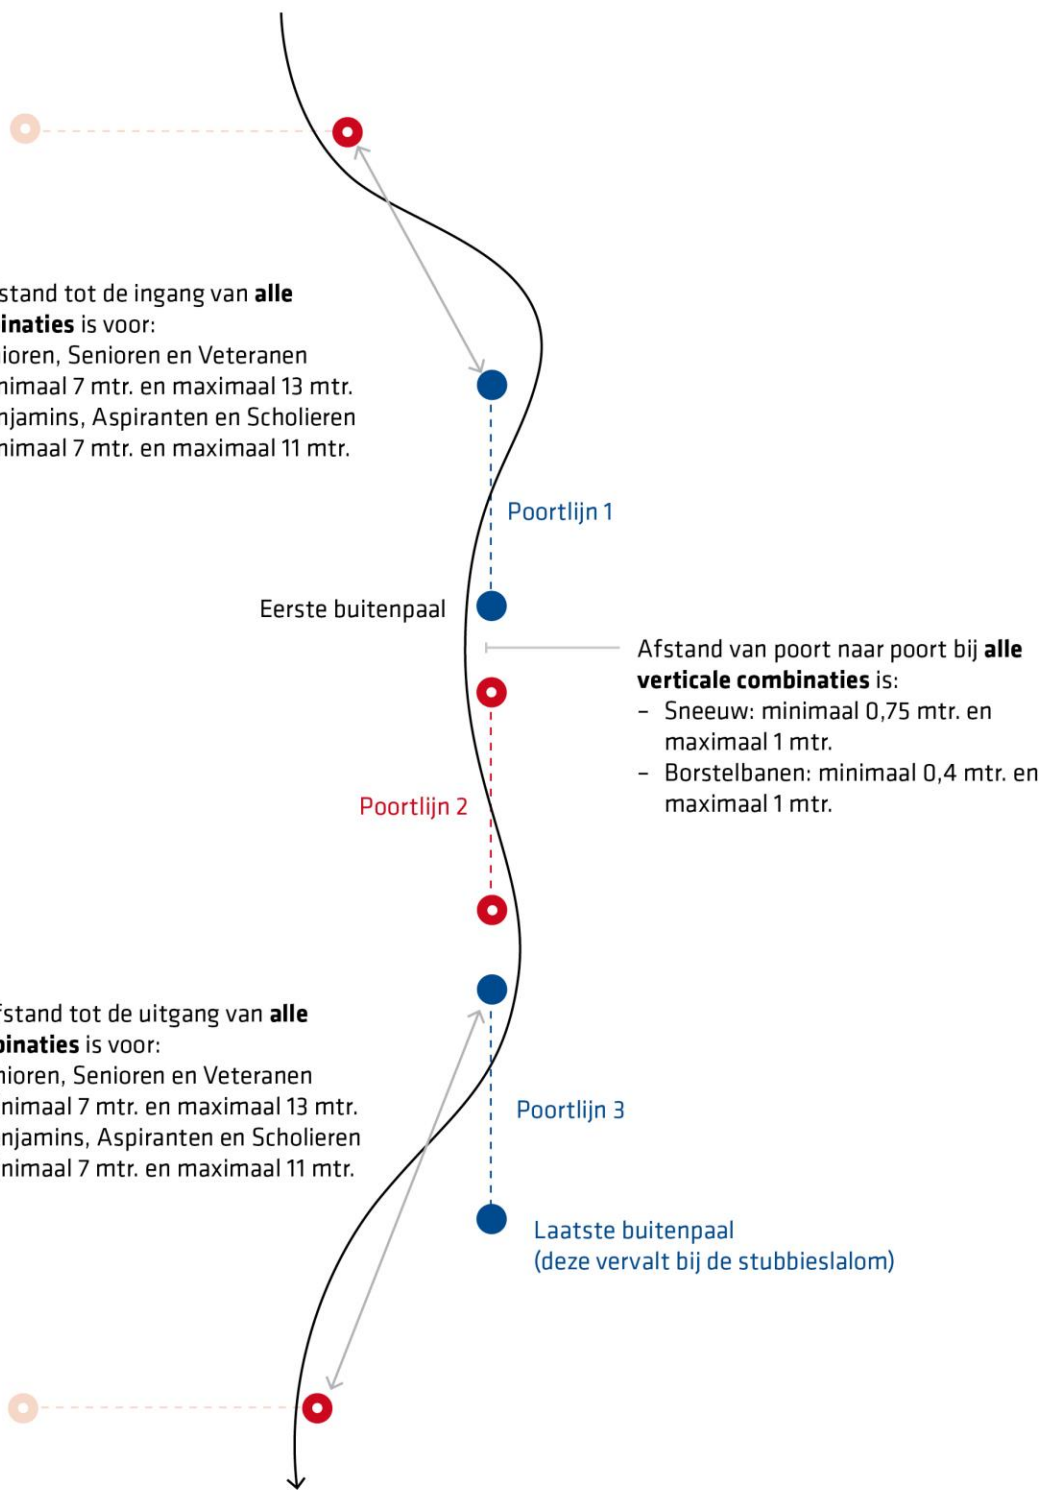 stand tot de ingang van alle
inaties is voor:
nioren, Senioren en Veteranen
nimaal 7 mtr. en maximaal 13 mtr.
njamins, Aspiranten en Scholieren
nimaal 7 mtr. en maximaal 11 mtr.
Poortlijn 1
Eerste buitenpaal
Afstand van poort naar poort bij alle
verticale combinaties is:
– Sneeuw: minimaal 0,75 mtr. en
maximaal 1 mtr.
– Borstelbanen: minimaal 0,4 mtr. en
maximaal 1 mtr.
Poortlijn 2
fstand tot de uitgang van alle
binaties is voor:
nioren, Senioren en Veteranen
nimaal 7 mtr. en maximaal 13 mtr.
njamins, Aspiranten en Scholieren
nimaal 7 mtr. en maximaal 11 mtr.
Poortlijn 3
Laatste buitenpaal
(deze vervalt bij de stubbieslalom)